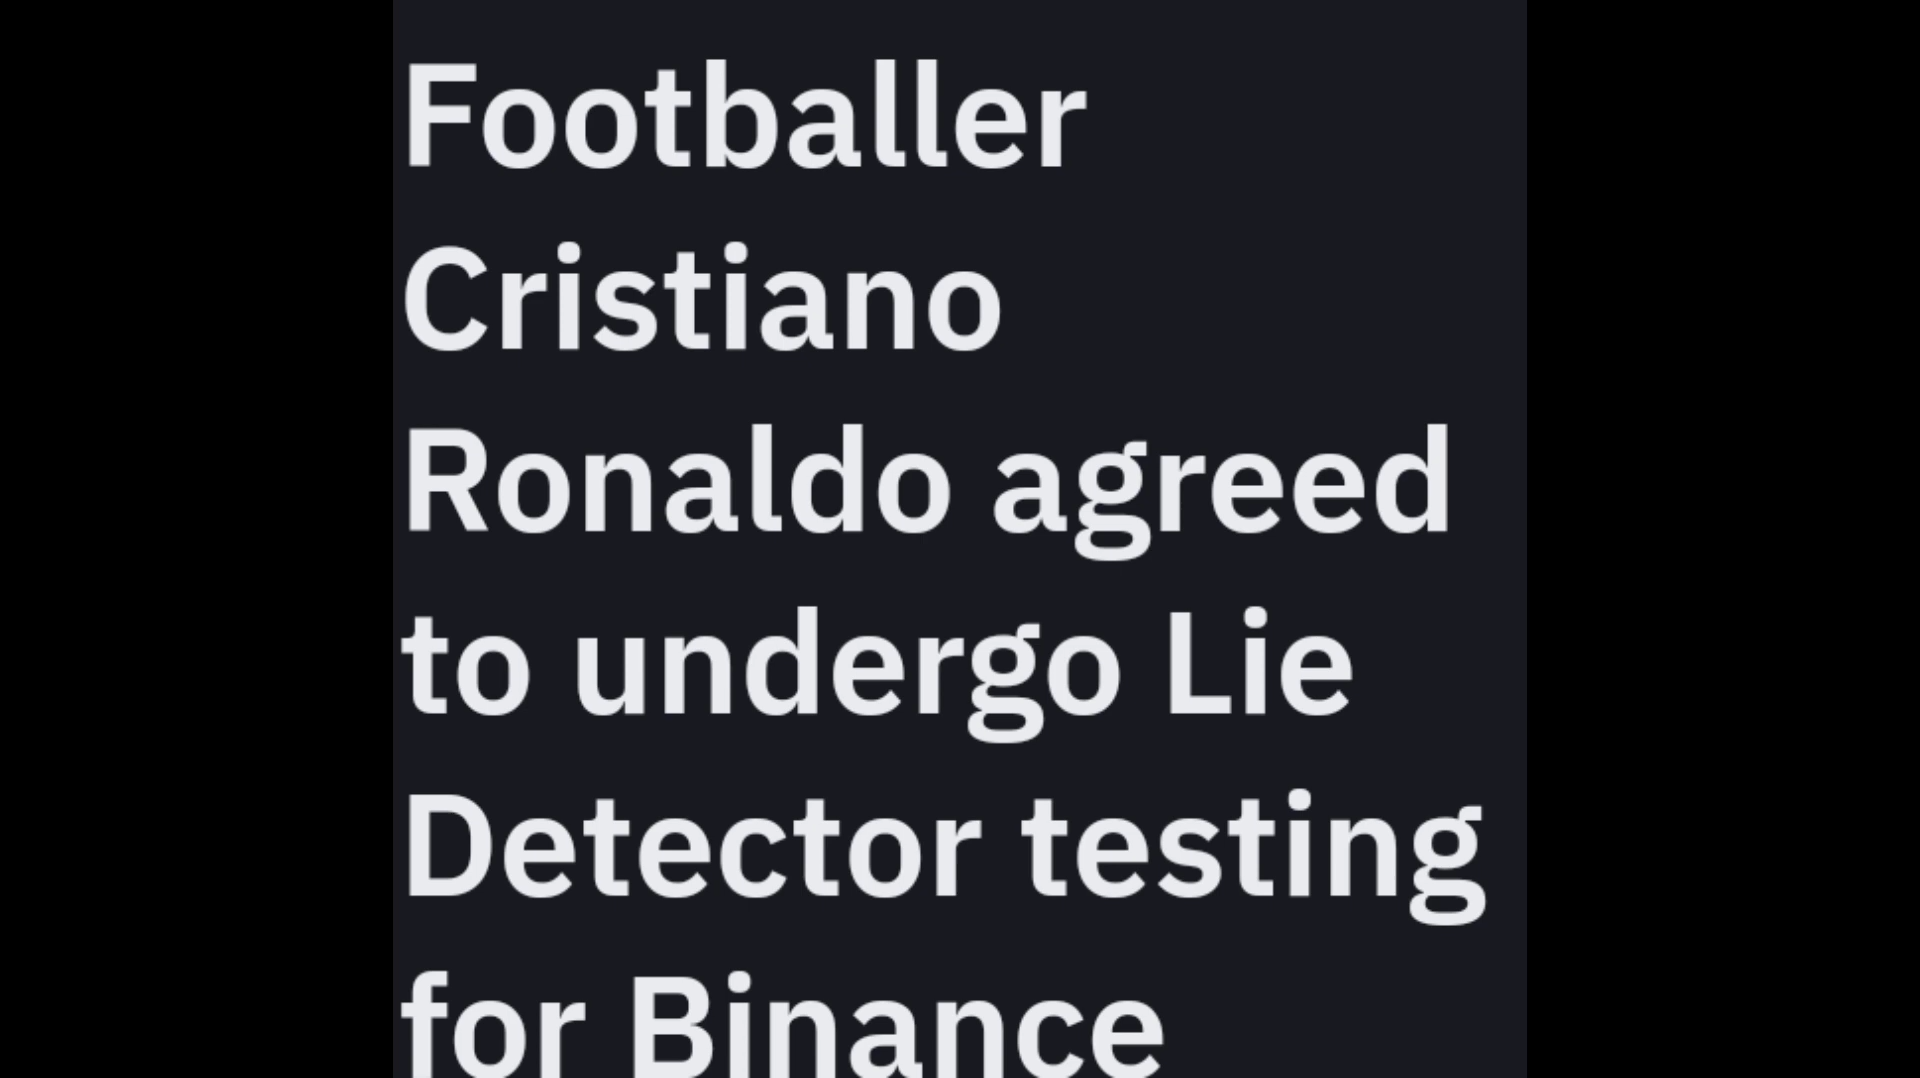 Footballer
Cristiano
Ronaldo agreed
to undergo Lie
Detector testing
for Binance